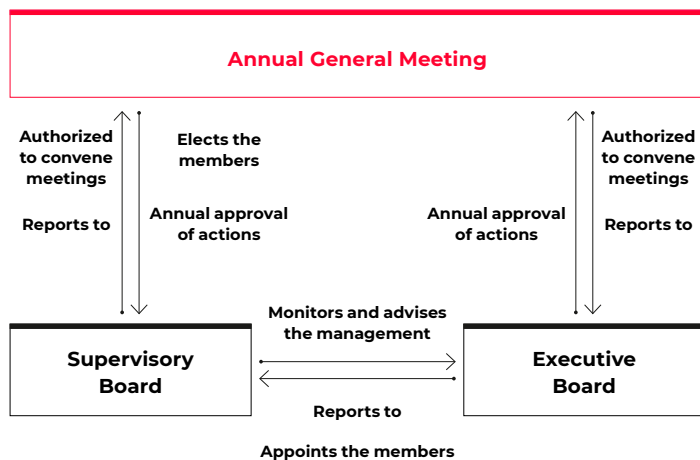 Annual General Meeting
Authorized
to convene
meetings
Reports to
Elects the
members
Annual approval
of actions
Annual approval
of actions
Authorized
to convene
meetings
Reports to
Monitors and advises
the management
Supervisory
Board
Executive
Board
Reports to
Appoints the members